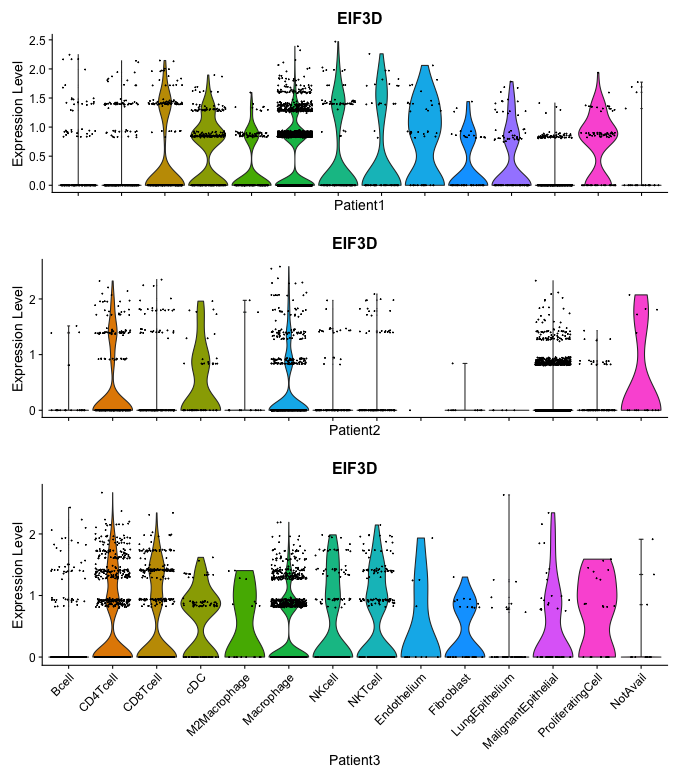 EIF3D
Expression Level
2.5
2.0
1.5
1.0
0.5
0.0
Patient1
EIF3D
Expression Level
2
1
0
Patient2
EIF3D
Expression Level
2
1
0
Bcell
CD4Tcell
CD8Tcell
cDC
M2Macrophage
Macrophage
NKcell
NKTcell
Endothelium
Fibroblast
LungEpithelium
MalignantEpithelial
ProliferatingCell
NotAvail
Patient3